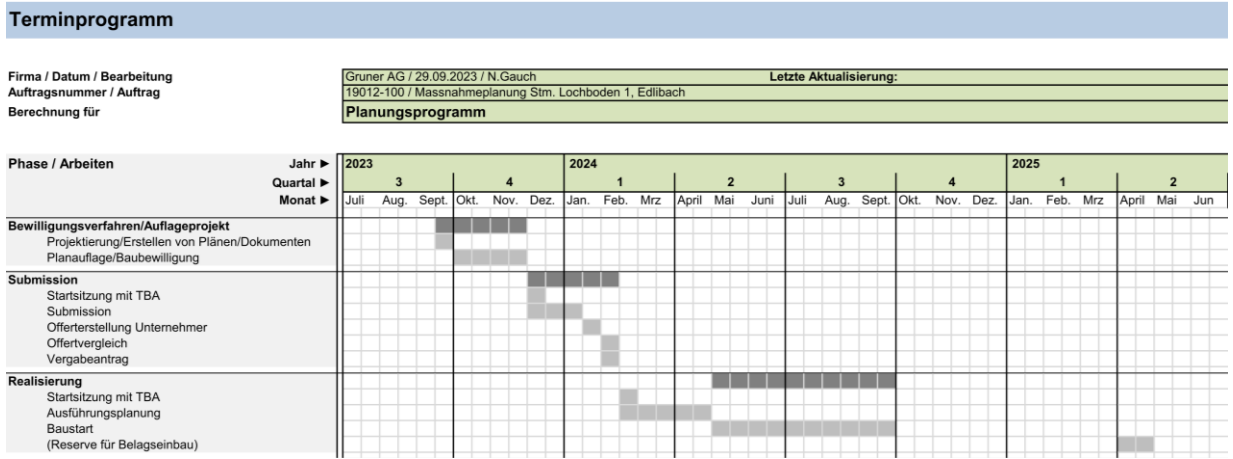 Terminprogramm
Firma / Datum / Bearbeitung Gruner AG / 29.09.2023 / N.Gauch Letzte Aktualisierung:
Auftragsnummer / Auftrag 19012-100 / Massnahmeplanung Stm. Lochboden 1, Edlibach
Berechnung für Planungsprogramm
Phase / Arbeiten Jahr ► 2023 2024 2025
Quartal ► 3 4 1 2 3 4 1 2
Monat ► Juli Aug. Sept. Okt. Nov. Dez. Jan. Feb. Mrz April Mai Juni Juli Aug. Sept. Okt. Nov. Dez. Jan. Feb. Mrz April Mai Jun
Bewilligungsverfahren/Auflageprojekt
Projektierung/Erstellen von Plänen/Dokumenten
Planauflage/Baubewilligung
Submission
Startsitzung mit TBA
Submission
Offerterstellung Unternehmer
Offertvergleich
Vergabeantrag
Realisierung
Startsitzung mit TBA
Ausführungsplanung
Baustart
(Reserve für Belagseinbau)